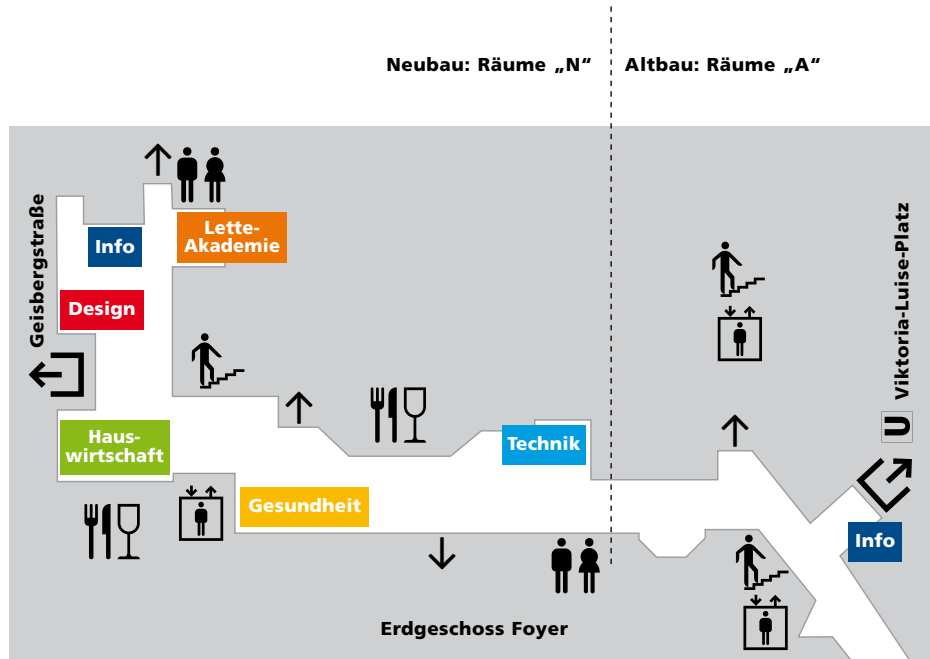 Neubau: Räume „N“
Altbau: Räume „A“
Geisbergstraße
Info
Lette-
Akademie
Design
Viktoria-Luise-Platz
U
Haus-
wirtschaft
Technik
Gesundheit
Info
Erdgeschoss Foyer